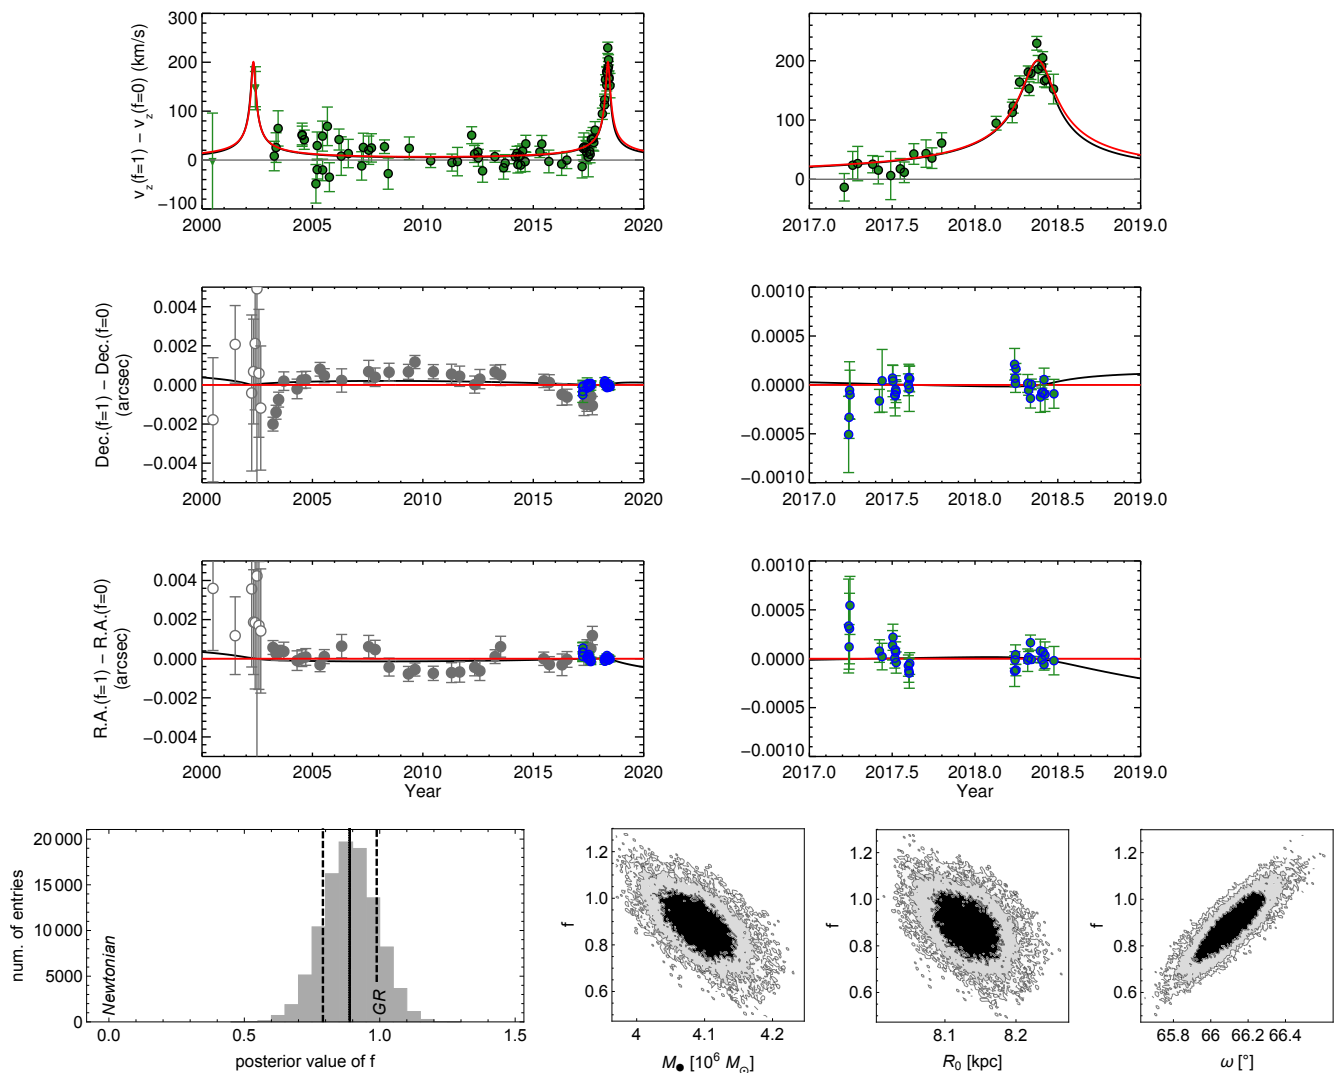 v_z(f=1) − v_z(f=0) (km/s)
300
200
100
0
−100
2000 2005 2010 2015 2020
200
100
0
2017.0 2017.5 2018.0 2018.5 2019.0
Dec.(f=1) − Dec.(f=0)
(arcsec)
0.004
0.002
0.000
−0.002
−0.004
2000 2005 2010 2015 2020
0.0010
0.0005
0.0000
−0.0005
−0.0010
2017.0 2017.5 2018.0 2018.5 2019.0
R.A.(f=1) − R.A.(f=0)
(arcsec)
0.004
0.002
0.000
−0.002
−0.004
2000 2005 2010 2015 2020
Year
0.0010
0.0005
0.0000
−0.0005
−0.0010
2017.0 2017.5 2018.0 2018.5 2019.0
Year
num. of entries
20 000
15 000
10 000
5000
0
Newtonian
GR
0.0 0.5 1.0 1.5
posterior value of f
f
1.2
1.0
0.8
0.6
4 4.1 4.2
M● [10⁶ M☉]
f
1.2
1.0
0.8
0.6
8.1 8.2
R₀ [kpc]
f
1.2
1.0
0.8
0.6
65.8 66 66.2 66.4
ω [°]